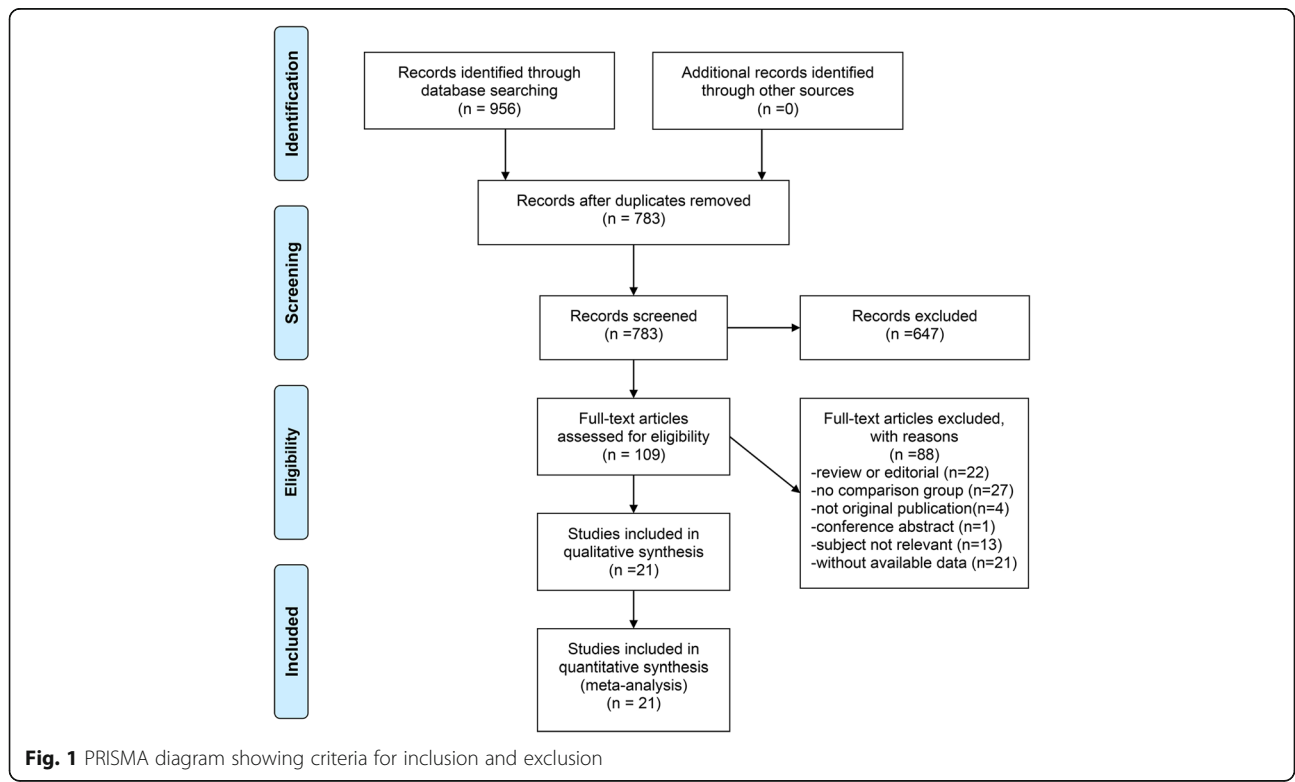 Identification
Records identified through
database searching
(n = 956)
Additional records identified
through other sources
(n =0)
Records after duplicates removed
(n = 783)
Screening
Records screened
(n =783)
Records excluded
(n =647)
Eligibility
Full-text articles
assessed for eligibility
(n = 109)
Full-text articles excluded,
with reasons
(n =88)
-review or editorial (n=22)
-no comparison group (n=27)
-not original publication(n=4)
-conference abstract (n=1)
-subject not relevant (n=13)
-without available data (n=21)
Studies included in
qualitative synthesis
(n =21)
Included
Studies included in
quantitative synthesis
(meta-analysis)
(n = 21)
Fig. 1 PRISMA diagram showing criteria for inclusion and exclusion